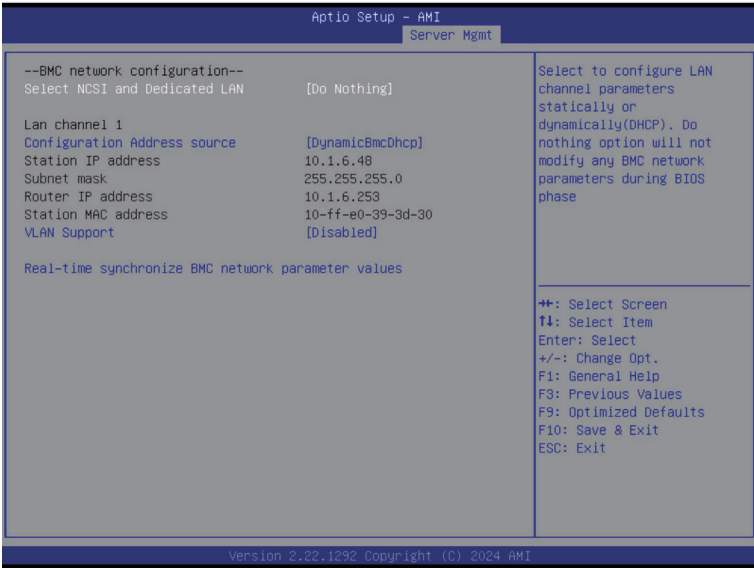 Aptio Setup – AMI
Server Mgmt
--BMC network configuration--
Select NCSI and Dedicated LAN [Do Nothing]
Lan channel 1
Configuration Address source [DynamicBmcDhcp]
Station IP address 10.1.6.48
Subnet mask 255.255.255.0
Router IP address 10.1.6.253
Station MAC address 10-ff-e0-39-3d-30
VLAN Support [Disabled]
Real-time synchronize BMC network parameter values
Select to configure LAN
channel parameters
statically or
dynamically(DHCP). Do
nothing option will not
modify any BMC network
parameters during BIOS
phase
→←: Select Screen
↑↓: Select Item
Enter: Select
+/-: Change Opt.
F1: General Help
F3: Previous Values
F9: Optimized Defaults
F10: Save & Exit
ESC: Exit
Version 2.22.1292 Copyright (C) 2024 AMI